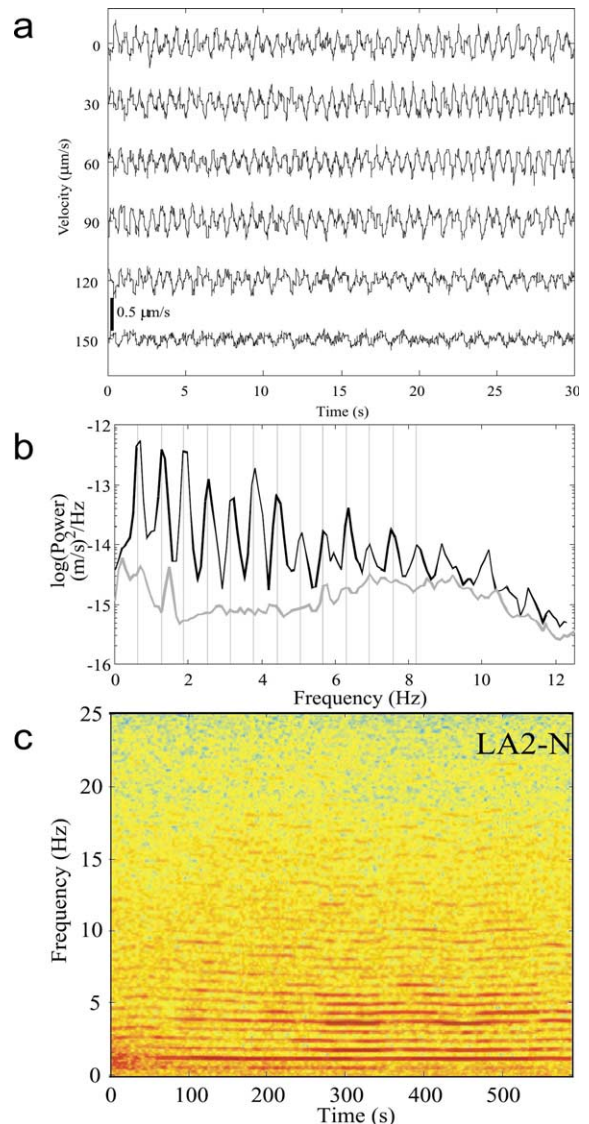 a
0
30
60
90
120
150
Velocity (μm/s)
0.5 μm/s
0 5 10 15 20 25 30
Time (s)
b
-12
-13
-14
-15
-16
log(Power)
(m/s)²/Hz
0 2 4 6 8 10 12
Frequency (Hz)
c
LA2-N
25
20
15
10
5
0
Frequency (Hz)
0 100 200 300 400 500
Time (s)